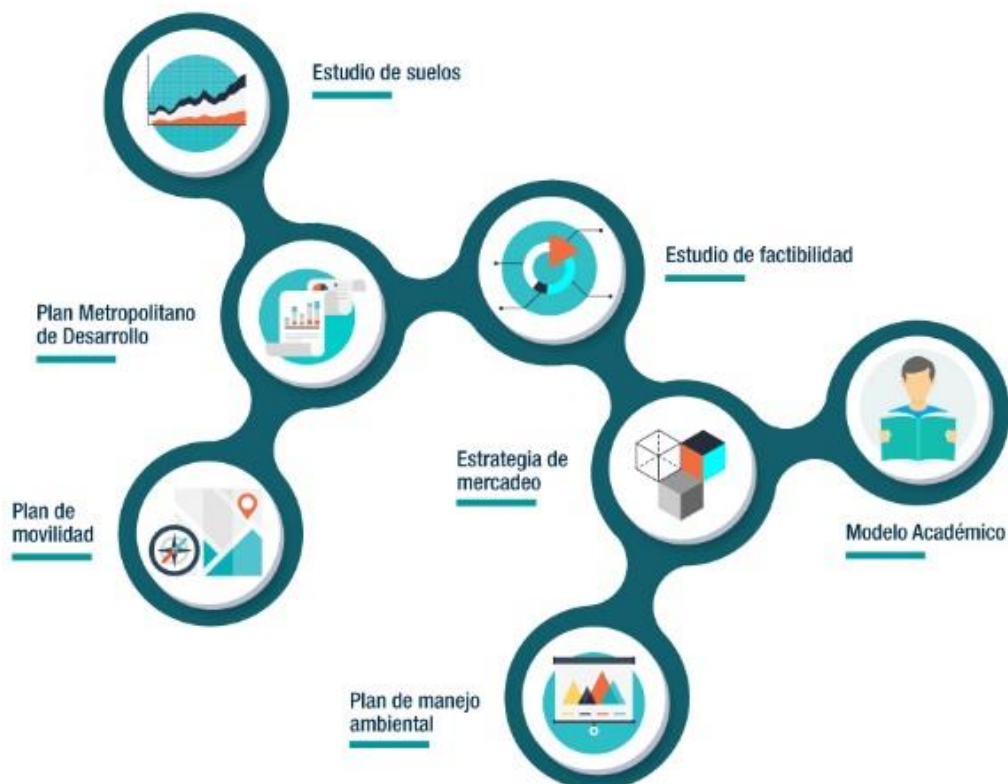 Estudio de suelos
Estudio de factibilidad
Plan Metropolitano
de Desarrollo
Estrategia de
mercadeo
Plan de
movilidad
Modelo Académico
Plan de manejo
ambiental